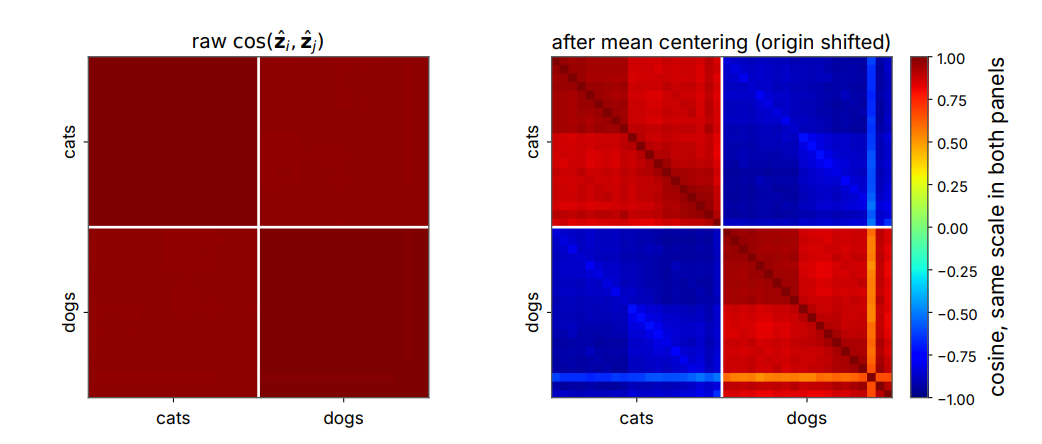 raw cos(ẑᵢ, ẑⱼ)
after mean centering (origin shifted)
cats
dogs
cats
dogs
cats
dogs
cats
dogs
1.00
0.75
0.50
0.25
0.00
−0.25
−0.50
−0.75
−1.00
cosine, same scale in both panels